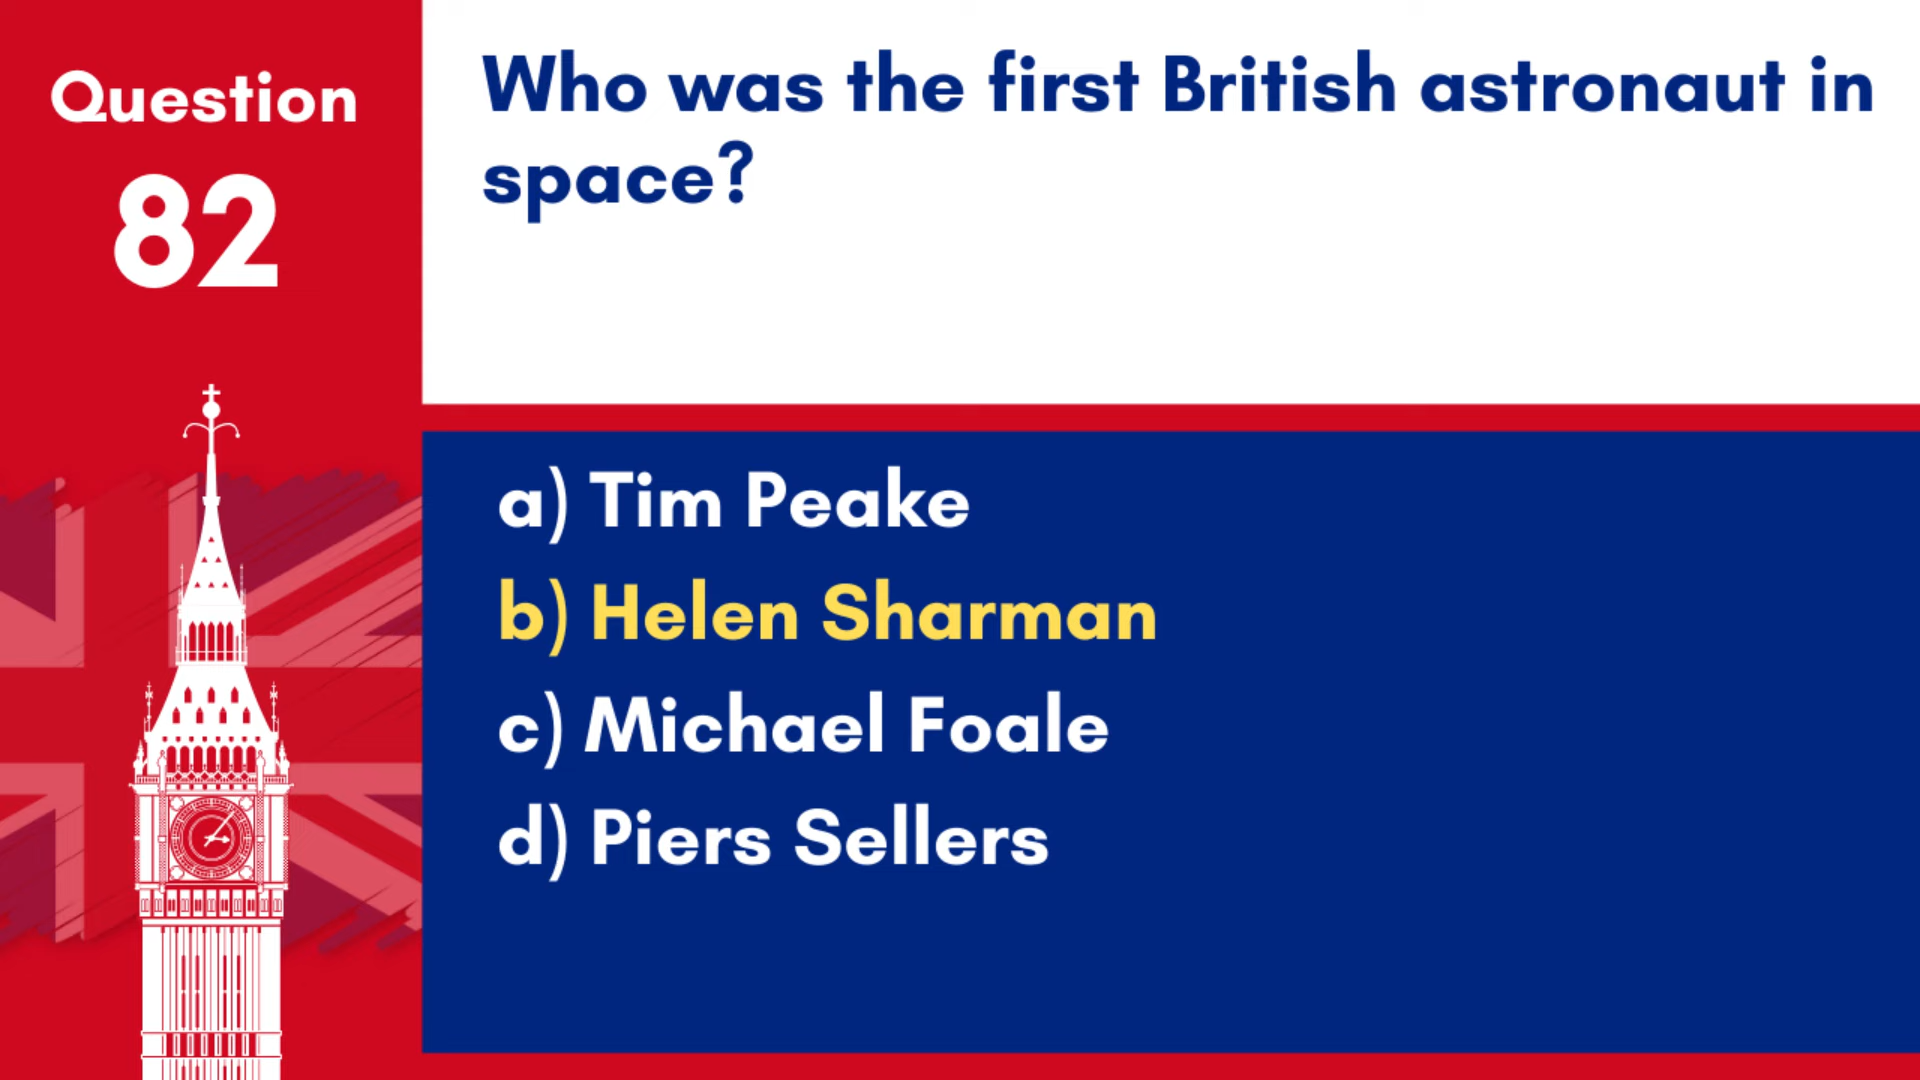 Question
82
Who was the first British astronaut in
space?
a) Tim Peake
b) Helen Sharman
c) Michael Foale
d) Piers Sellers